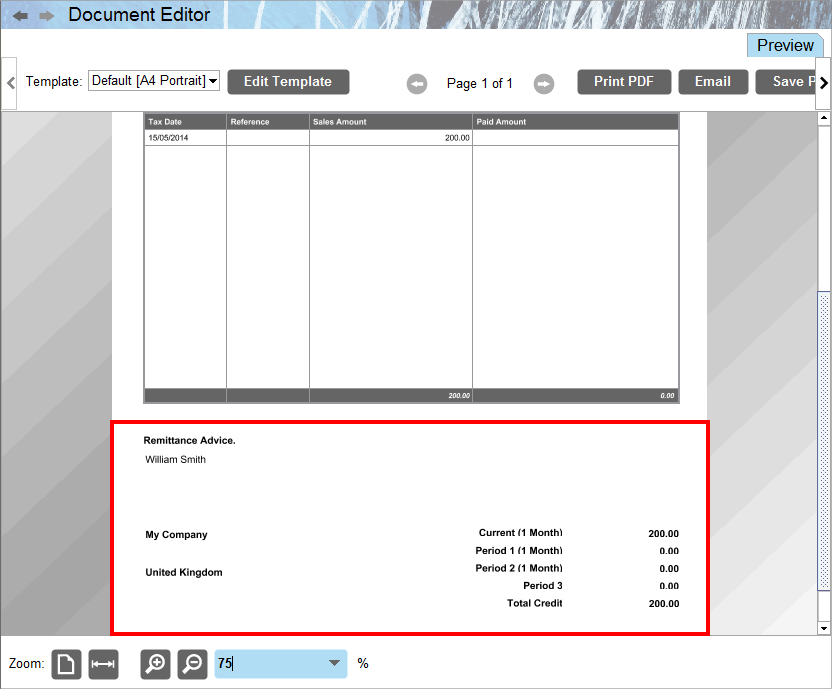 Document Editor
Preview
Template: Default [A4 Portrait] Edit Template Page 1 of 1 Print PDF Email Save P
Tax Date Reference Sales Amount Paid Amount
15/05/2014 200.00
200.00 0.00
Remittance Advice.
William Smith
My Company Current (1 Month) 200.00
Period 1 (1 Month) 0.00
United Kingdom Period 2 (1 Month) 0.00
Period 3 0.00
Total Credit 200.00
Zoom: 75 %